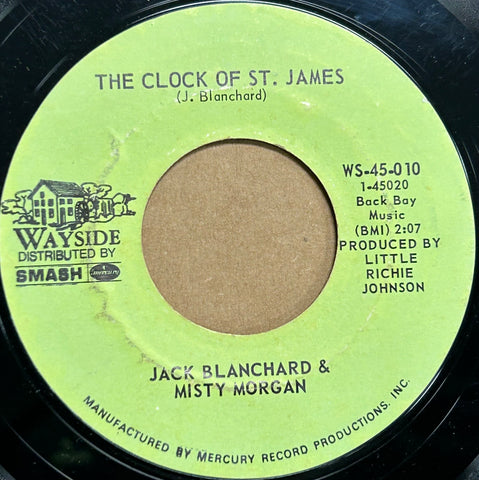 THE CLOCK OF ST. JAMES
(J. Blanchard)
WS-45-010
1-45020
Back Bay
Music
(BMI) 2:07
PRODUCED BY
LITTLE
RICHIE
JOHNSON
WAYSIDE
DISTRIBUTED BY
SMASH
JACK BLANCHARD &
MISTY MORGAN
MANUFACTURED BY MERCURY RECORD PRODUCTIONS, INC.